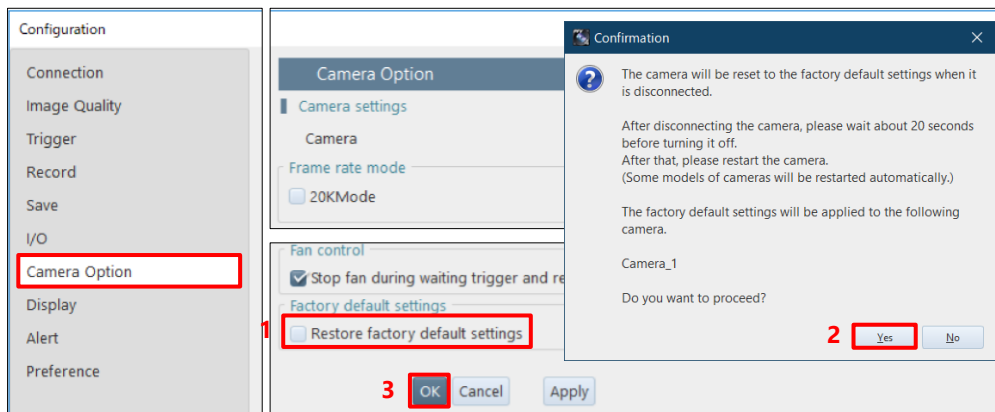 Configuration
Connection
Image Quality
Trigger
Record
Save
I/O
Camera Option
Display
Alert
Preference
Camera Option
Camera settings
Camera
Frame rate mode
20KMode
Fan control
Stop fan during waiting trigger and re
Factory default settings
1
Restore factory default settings
3
OK
Cancel
Apply
Confirmation
The camera will be reset to the factory default settings when it
is disconnected.
After disconnecting the camera, please wait about 20 seconds
before turning it off.
After that, please restart the camera.
(Some models of cameras will be restarted automatically.)
The factory default settings will be applied to the following
camera.
Camera_1
Do you want to proceed?
2
Yes
No